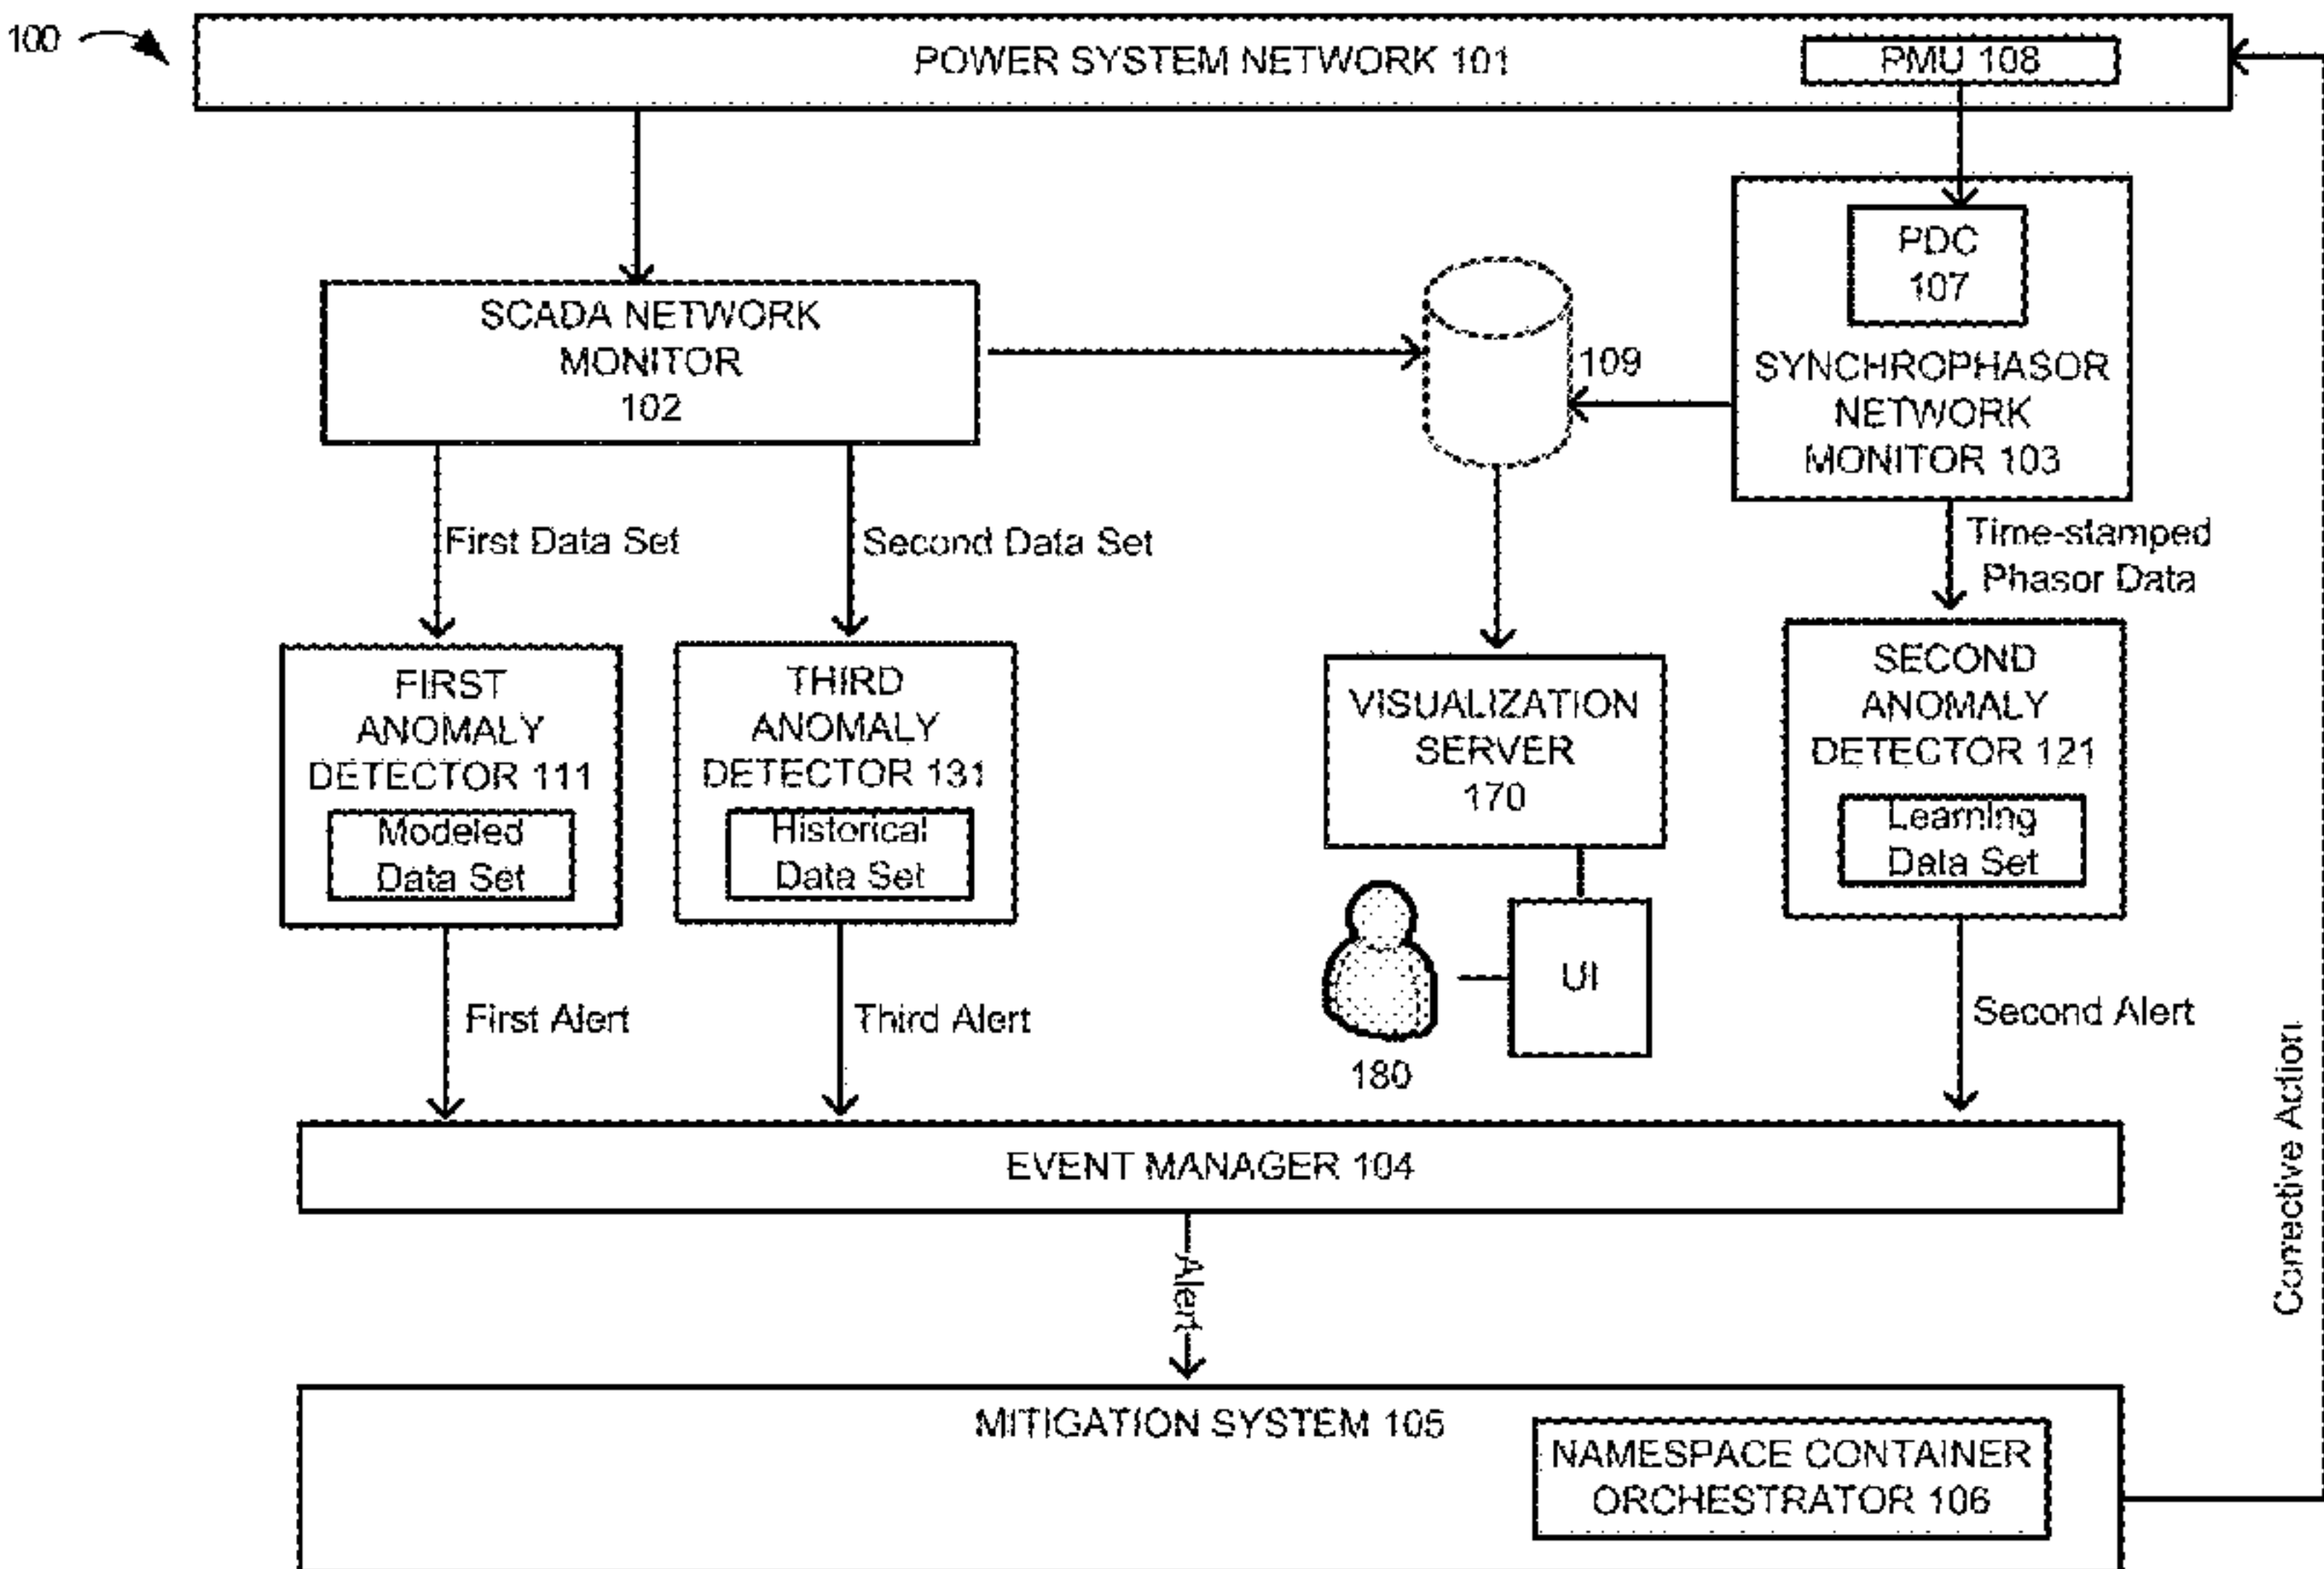 100
POWER SYSTEM NETWORK 101
PMU 108
PDC
107
SCADA NETWORK
MONITOR
102
109
SYNCHROPHASOR
NETWORK
MONITOR 103
First Data Set
Second Data Set
Time-stamped
Phasor Data
FIRST
ANOMALY
DETECTOR 111
Modeled
Data Set
THIRD
ANOMALY
DETECTOR 131
Historical
Data Set
VISUALIZATION
SERVER
170
SECOND
ANOMALY
DETECTOR 121
Learning
Data Set
UI
180
First Alert
Third Alert
Second Alert
EVENT MANAGER 104
Alert
Corrective Action
MITIGATION SYSTEM 105
NAMESPACE CONTAINER
ORCHESTRATOR 106